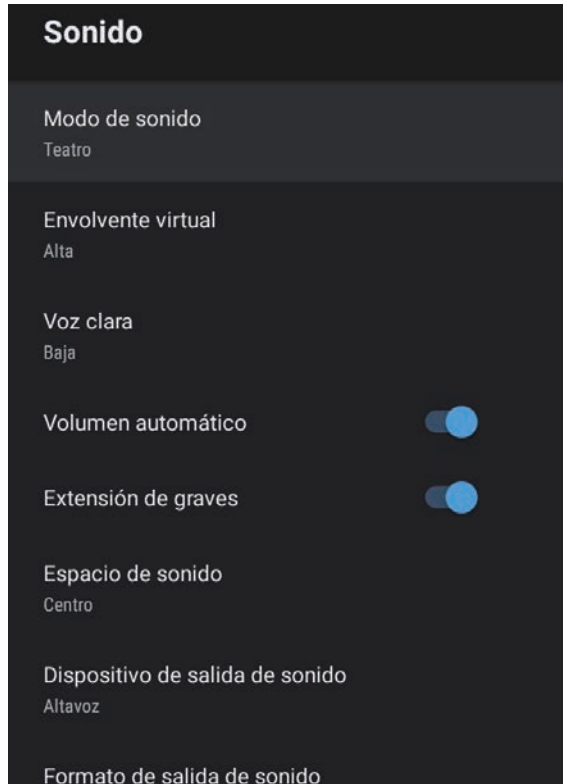 Sonido
Modo de sonido
Teatro
Envolvente virtual
Alta
Voz clara
Baja
Volumen automático
Extensión de graves
Espacio de sonido
Centro
Dispositivo de salida de sonido
Altavoz
Formato de salida de sonido